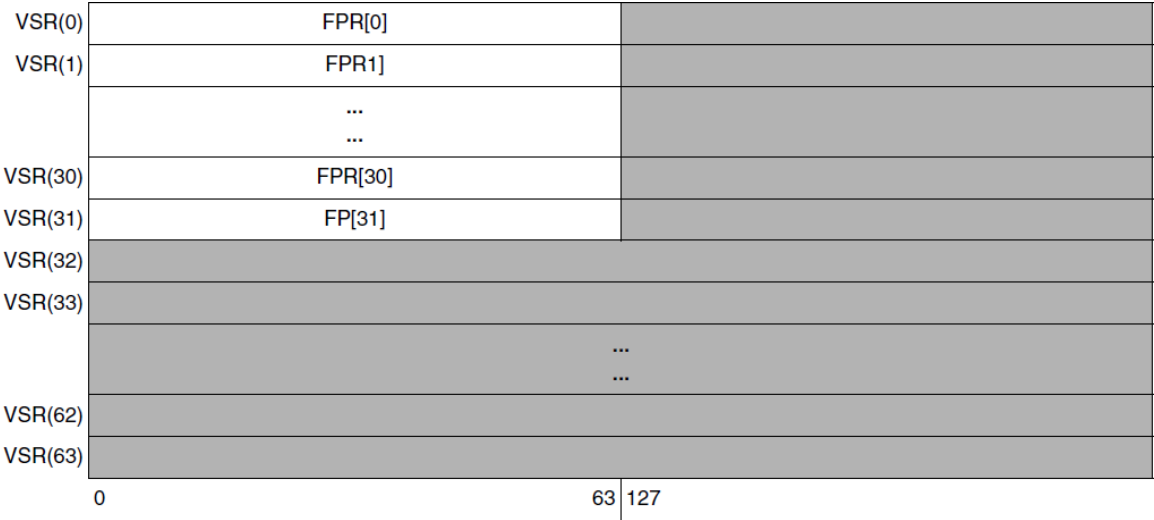 VSR(0) FPR[0]
VSR(1) FPR1]
...
...
VSR(30) FPR[30]
VSR(31) FP[31]
VSR(32)
VSR(33)
...
...
VSR(62)
VSR(63)
0 63 127